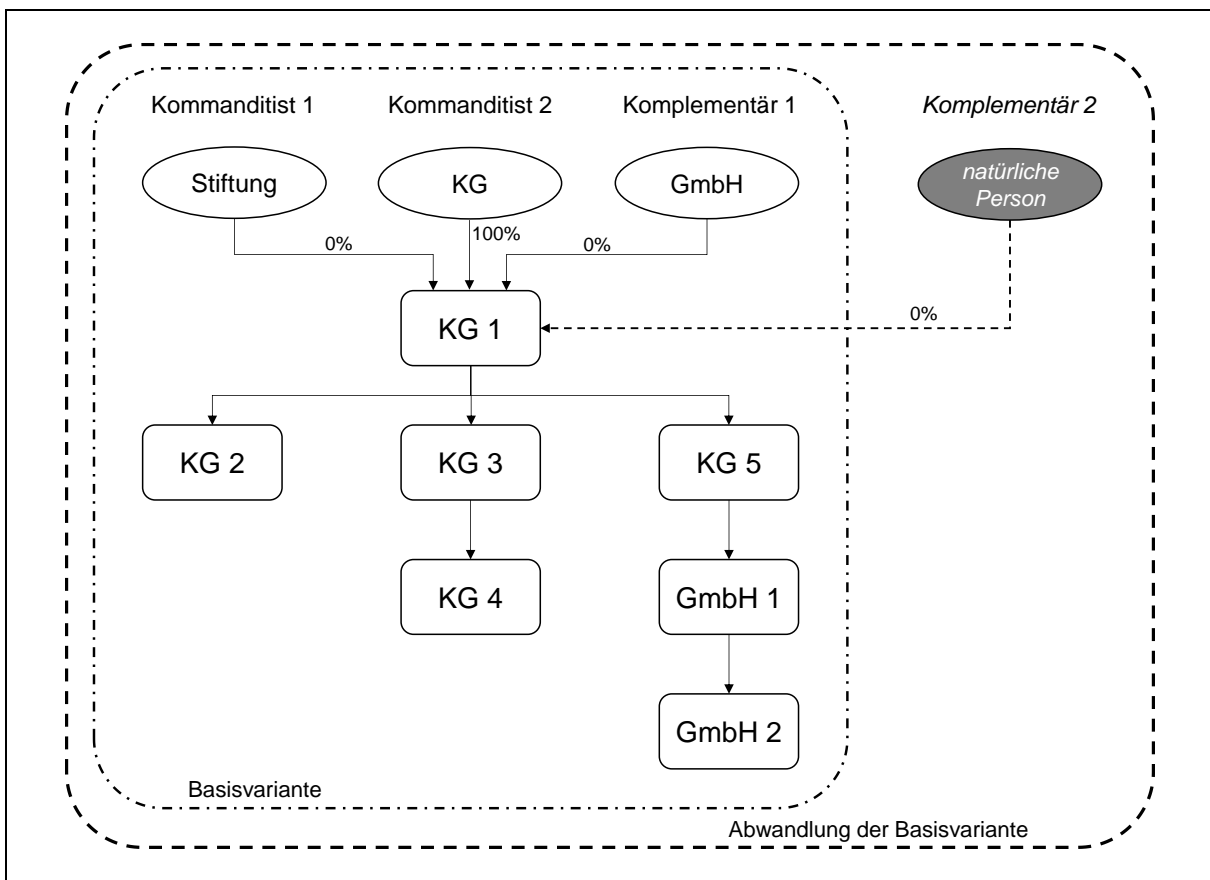 Kommanditist 1
Kommanditist 2
Komplementär 1
Komplementär 2
Stiftung
KG
GmbH
natürliche
Person
0%
100%
0%
0%
KG 1
KG 2
KG 3
KG 5
KG 4
GmbH 1
GmbH 2
Basisvariante
Abwandlung der Basisvariante